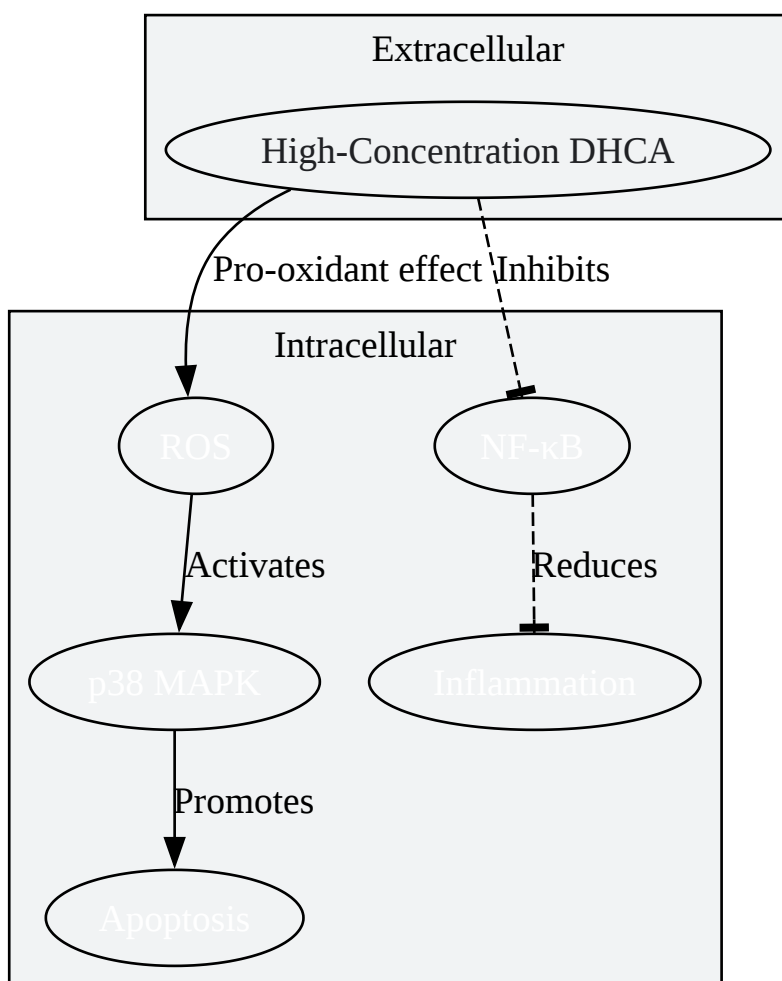 Extracellular
High-Concentration DHCA
Pro-oxidant effect
Inhibits
Intracellular
ROS
NF-κB
Activates
Reduces
p38 MAPK
Inflammation
Promotes
Apoptosis